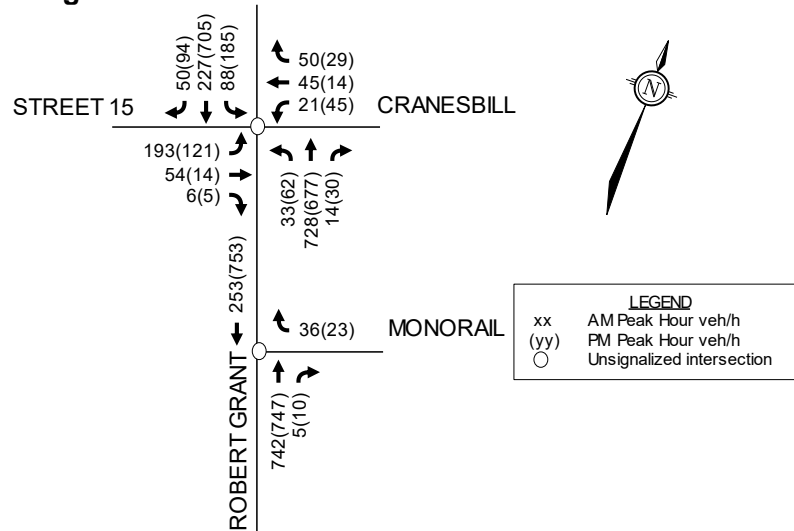 50(94)
227(705)
88(185)
50(29)
45(14)
21(45)
STREET 15
CRANESBILL
193(121)
54(14)
6(5)
33(62)
728(677)
14(30)
N
253(753)
36(23)
MONORAIL
ROBERT GRANT
742(747)
5(10)
LEGEND
xx AM Peak Hour veh/h
(yy) PM Peak Hour veh/h
Unsignalized intersection